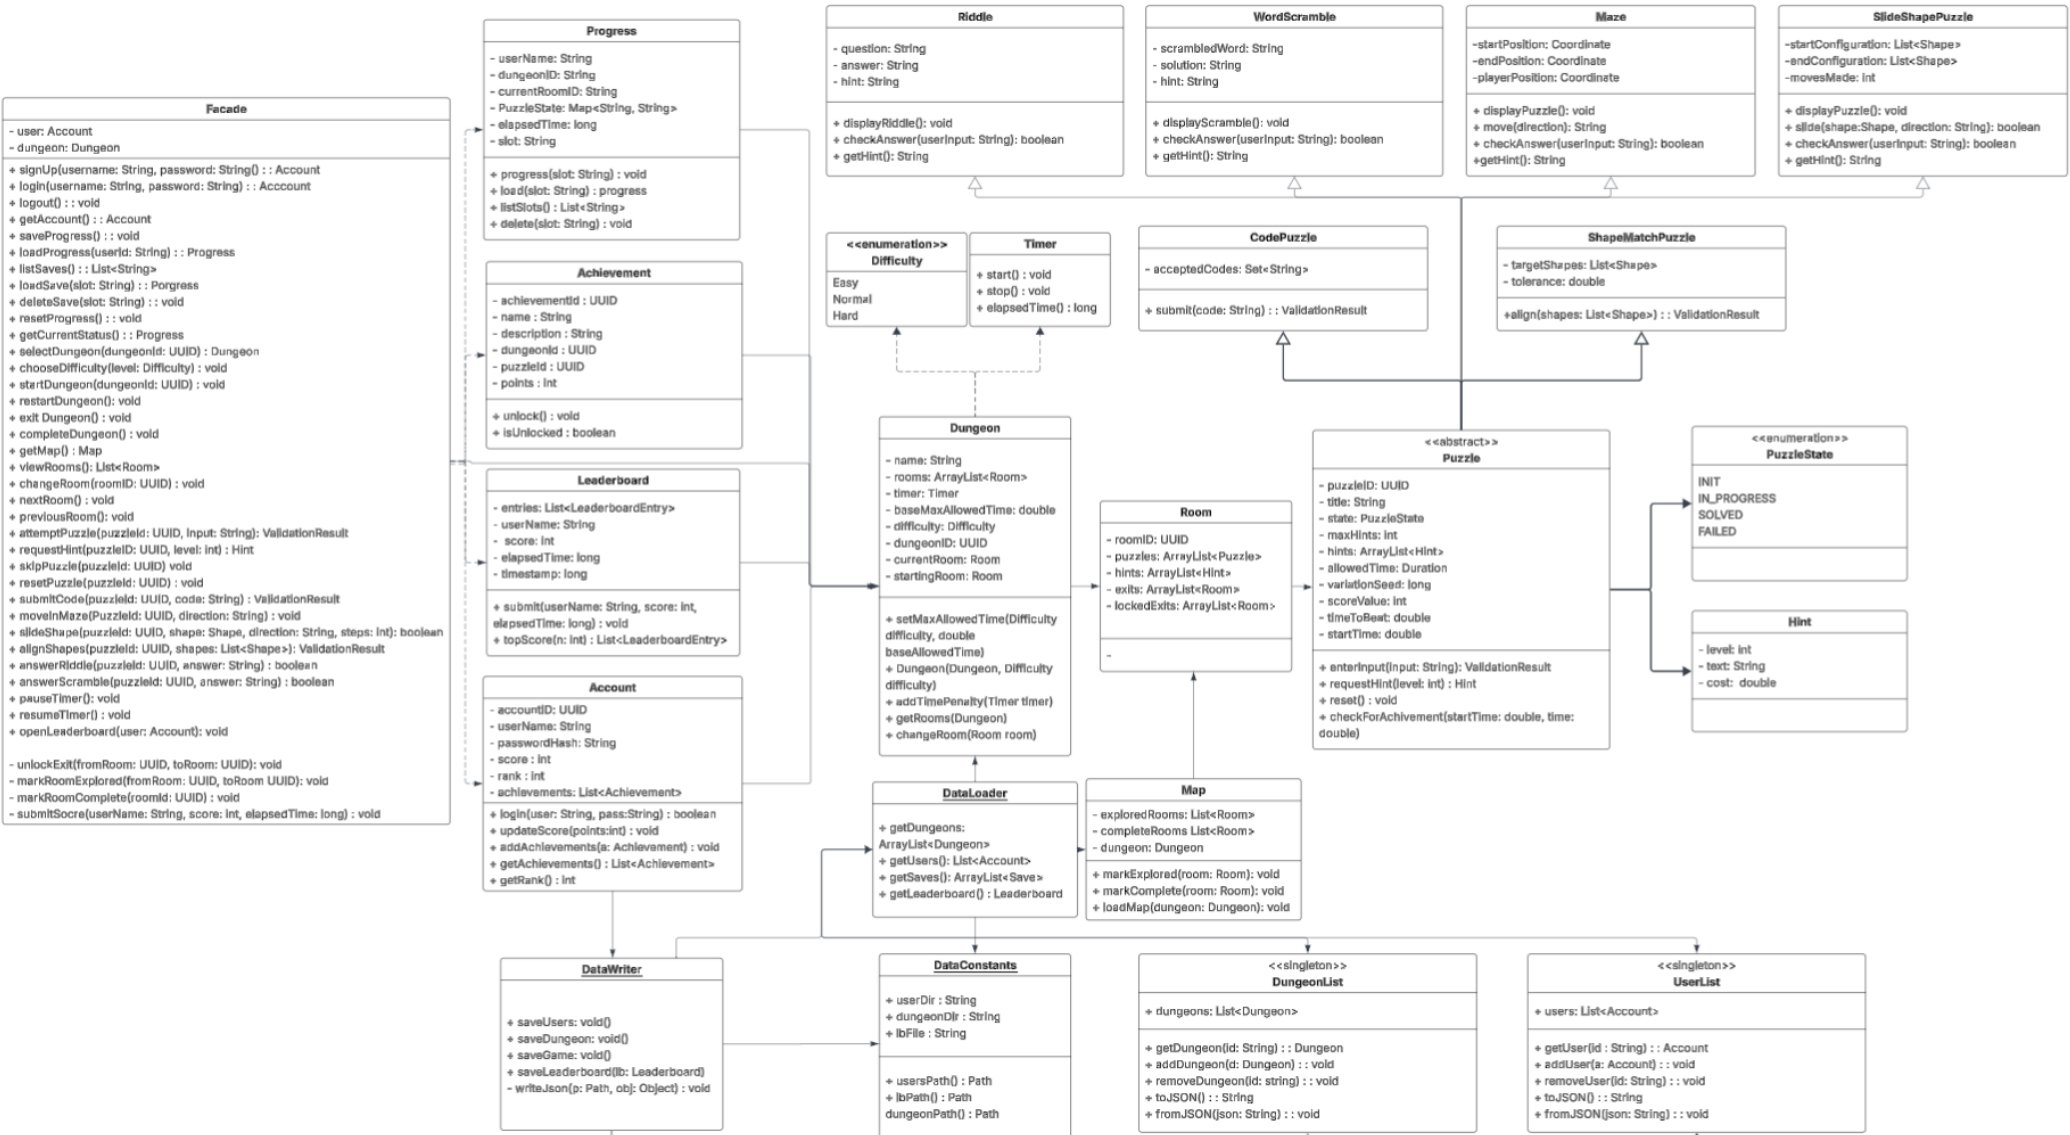 Facade
- user: Account
- dungeon: Dungeon
+ signUp(username: String, password: String() : : Account
+ login(username: String, password: String) : : Acccount
+ logout() : : void
+ getAccount() : : Account
+ saveProgress() : : void
+ loadProgress(userId: String) : : Progress
+ listSaves() : : List<String>
+ loadSave(slot: String) : : Porgress
+ deleteSave(slot: String) : : void
+ resetProgress() : : void
+ getCurrentStatus() : : Progress
+ selectDungeon(dungeonId: UUID) : Dungeon
+ chooseDifficulty(level: Difficulty) : void
+ startDungeon(dungeonId: UUID) : void
+ restartDungeon(): void
+ exit Dungeon() : void
+ completeDungeon() : void
+ getMap() : Map
+ viewRooms(): List<Room>
+ changeRoom(roomID: UUID) : void
+ nextRoom() : void
+ previousRoom(): void
+ attemptPuzzle(puzzleId: UUID, input: String): ValidationResult
+ requestHint(puzzleID: UUID, level: int) : Hint
+ skipPuzzle(puzzleId: UUID) void
+ resetPuzzle(puzzleId: UUID) : void
+ submitCode(puzzleId: UUID, code: String) : ValidationResult
+ moveInMaze(PuzzleId: UUID, direction: String) : void
+ slideShape(puzzleId: UUID, shape: Shape, direction: String, steps: int): boolean
+ alignShapes(puzzleId: UUID, shapes: List<Shape>): ValidationResult
+ answerRiddle(puzzleId: UUID, answer: String) : boolean
+ answerScramble(puzzleId: UUID, answer: String) : boolean
+ pauseTimer(): void
+ resumeTimer() : void
+ openLeaderboard(user: Account): void
- unlockExit(fromRoom: UUID, toRoom: UUID): void
- markRoomExplored(fromRoom: UUID, toRoom UUID): void
- markRoomComplete(roomId: UUID) : void
- submitSocre(userName: String, score: int, elapsedTime: long) : void
Progress
- userName: String
- dungeonID: String
- currentRoomID: String
- PuzzleState: Map<String, String>
- elapsedTime: long
- slot: String
+ progress(slot: String) : void
+ load(slot: String) : progress
+ listSlots() : List<String>
+ delete(slot: String) : void
Achievement
- achievementId : UUID
- name : String
- description : String
- dungeonId : UUID
- puzzleId : UUID
- points : int
+ unlock() : void
+ isUnlocked : boolean
Leaderboard
- entries: List<LeaderboardEntry>
- userName: String
- score: int
- elapsedTime: long
- timestamp: long
+ submit(userName: String, score: int,
elapsedTime: long) : void
+ topScore(n: int) : List<LeaderboardEntry>
Account
- accountID: UUID
- userName: String
- passwordHash: String
- score : int
- rank : int
- achievements: List<Achievement>
+ login(user: String, pass:String) : boolean
+ updateScore(points:int) : void
+ addAchievements(a: Achievement) : void
+ getAchievements() : List<Achievement>
+ getRank() : int
DataWriter
+ saveUsers: void()
+ saveDungeon: void()
+ saveGame: void()
+ saveLeaderboard(lb: Leaderboard)
- writeJson(p: Path, obj: Object) : void
Riddle
- question: String
- answer: String
- hint: String
+ displayRiddle(): void
+ checkAnswer(userInput: String): boolean
+ getHint(): String
WordScramble
- scrambledWord: String
- solution: String
- hint: String
+ displayScramble(): void
+ checkAnswer(userInput: String): boolean
+ getHint(): String
Maze
-startPosition: Coordinate
-endPosition: Coordinate
-playerPosition: Coordinate
+ displayPuzzle(): void
+ move(direction): String
+ checkAnswer(userInput: String): boolean
+getHint(): String
SlideShapePuzzle
-startConfiguration: List<Shape>
-endConfiguration: List<Shape>
-movesMade: int
+ displayPuzzle(): void
+ slide(shape:Shape, direction: String): boolean
+ checkAnswer(userInput: String): boolean
+ getHint(): String
<<enumeration>>
Difficulty
Easy
Normal
Hard
Timer
+ start() : void
+ stop() : void
+ elapsedTime() : long
CodePuzzle
- acceptedCodes: Set<String>
+ submit(code: String) : : ValidationResult
ShapeMatchPuzzle
- targetShapes: List<Shape>
- tolerance: double
+align(shapes: List<Shape>) : : ValidationResult
Dungeon
- name: String
- rooms: ArrayList<Room>
- timer: Timer
- baseMaxAllowedTime: double
- difficulty: Difficulty
- dungeonID: UUID
- currentRoom: Room
- startingRoom: Room
+ setMaxAllowedTime(Difficulty
difficulty, double
baseAllowedTime)
+ Dungeon(Dungeon, Difficulty
difficulty)
+ addTimePenalty(Timer timer)
+ getRooms(Dungeon)
+ changeRoom(Room room)
Room
- roomID: UUID
- puzzles: ArrayList<Puzzle>
- hints: ArrayList<Hint>
- exits: ArrayList<Room>
- lockedExits: ArrayList<Room>
-
<<abstract>>
Puzzle
- puzzleID: UUID
- title: String
- state: PuzzleState
- maxHints: int
- hints: ArrayList<Hint>
- allowedTime: Duration
- variationSeed: long
- scoreValue: int
- timeToBeat: double
- startTime: double
+ enterInput(input: String): ValidationResult
+ requestHint(level: int) : Hint
+ reset() : void
+ checkForAchivement(startTime: double, time:
double)
<<enumeration>>
PuzzleState
INIT
IN_PROGRESS
SOLVED
FAILED
Hint
- level: int
- text: String
- cost: double
DataLoader
+ getDungeons:
ArrayList<Dungeon>
+ getUsers(): List<Account>
+ getSaves(): ArrayList<Save>
+ getLeaderboard() : Leaderboard
Map
- exploredRooms: List<Room>
- completeRooms List<Room>
- dungeon: Dungeon
+ markExplored(room: Room): void
+ markComplete(room: Room): void
+ loadMap(dungeon: Dungeon): void
DataConstants
+ userDir : String
+ dungeonDir : String
+ lbFile : String
+ usersPath() : Path
+ lbPath() : Path
dungeonPath() : Path
<<singleton>>
DungeonList
+ dungeons: List<Dungeon>
+ getDungeon(id: String) : : Dungeon
+ addDungeon(d: Dungeon) : : void
+ removeDungeon(id: string) : : void
+ toJSON() : : String
+ fromJSON(json: String) : : void
<<singleton>>
UserList
+ users: List<Account>
+ getUser(id : String) : : Account
+ addUser(a: Account) : : void
+ removeUser(id: String) : : void
+ toJSON() : : String
+ fromJSON(json: String) : : void